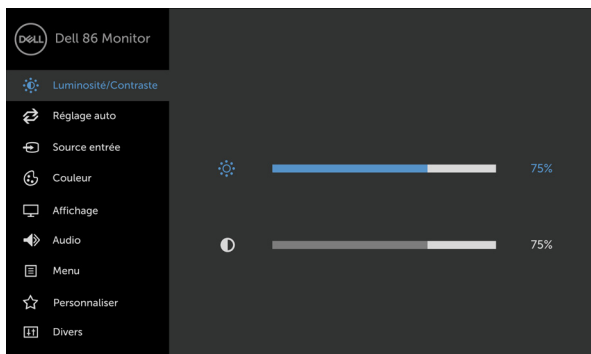 DELL Dell 86 Monitor
Luminosité/Contraste
Réglage auto
Source entrée
75%
Couleur
Affichage
Audio
75%
Menu
Personnaliser
Divers